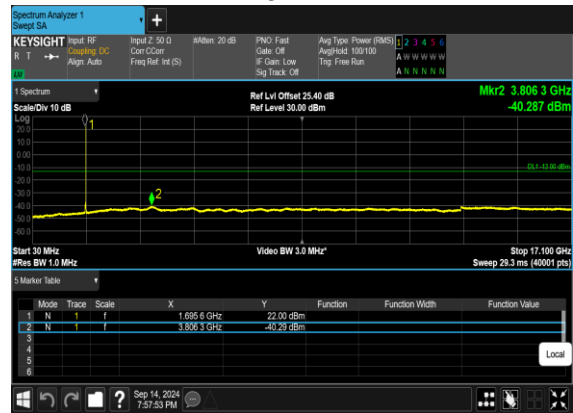 Spectrum Analyzer 1
Swept SA
+
KEYSIGHT Input: RF Input Z: 50 Ω #Atten: 20 dB PNO: Fast Avg Type: Power (RMS) 1 2 3 4 5 6
R T Coupling: DC Corr CCorr Gate: Off Avg|Hold: 100/100 A W W W W W
Align: Auto Freq Ref: Int (S) IF Gain: Low Trig: Free Run
Sig Track: Off A N N N N N
LW
1 Spectrum Ref Lvl Offset 25.40 dB Mkr2 3.806 3 GHz
Scale/Div 10 dB Ref Level 30.00 dBm -40.287 dBm
Log
1
20.0
10.0
0.00
-10.0
DL1 -13.00 dBm
-20.0
-30.0
2
-40.0
-50.0
-60.0
Start 30 MHz Video BW 3.0 MHz* Stop 17.100 GHz
#Res BW 1.0 MHz Sweep 29.3 ms (40001 pts)
5 Marker Table
Mode Trace Scale X Y Function Function Width Function Value
1 N 1 f 1.695 6 GHz 22.00 dBm
2 N 1 f 3.806 3 GHz -40.29 dBm
3
4
5
6
Local
? Sep 14, 2024
7:57:53 PM